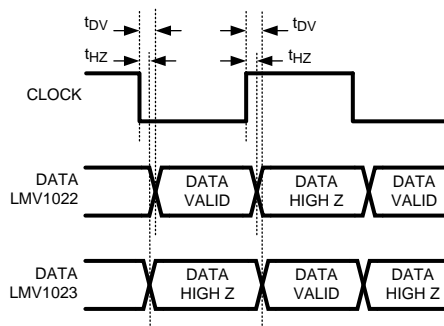 tDV tDV
tHZ tHZ
CLOCK
DATA LMV1022
DATA VALID
DATA HIGH Z
DATA VALID
DATA LMV1023
DATA HIGH Z
DATA VALID
DATA HIGH Z